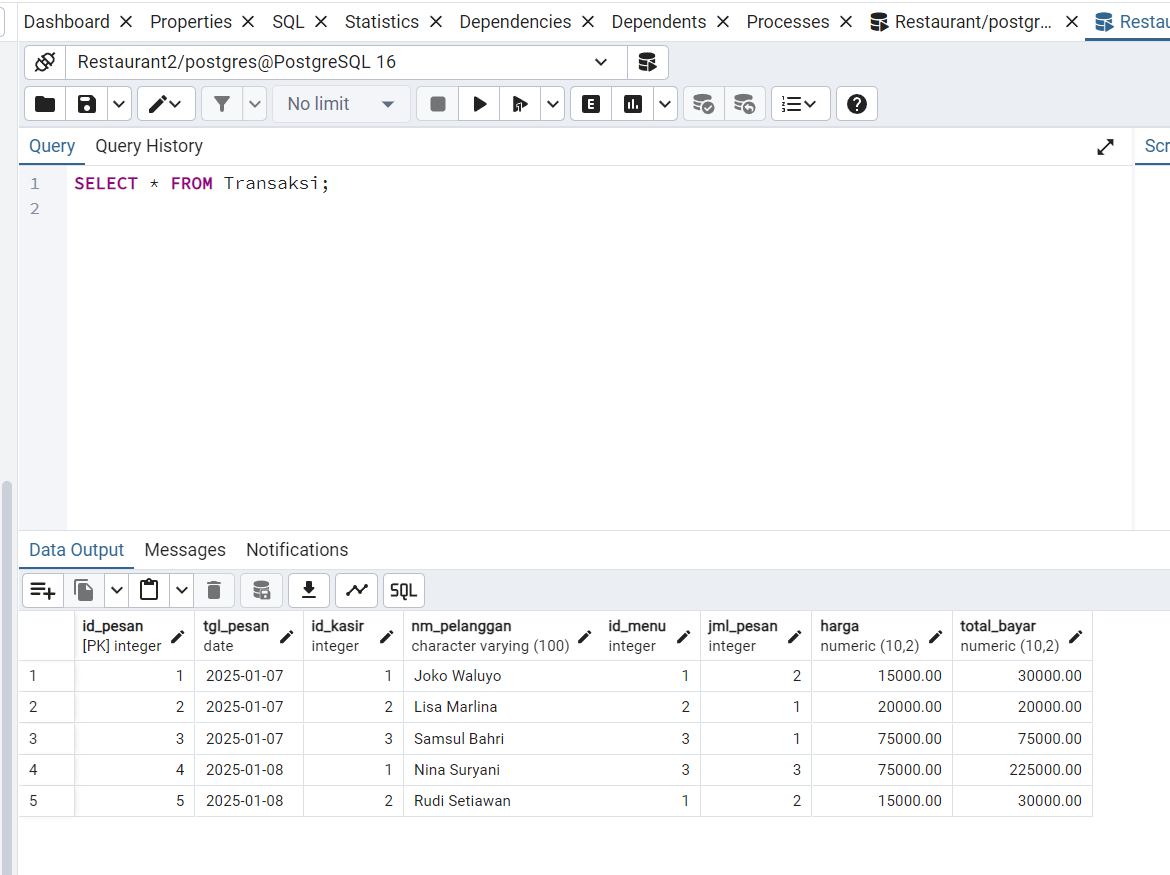 Dashboard Properties SQL Statistics Dependencies Dependents Processes Restaurant/postgr... Restau
Restaurant2/postgres@PostgreSQL 16
No limit E
Query Query History Scr
1 SELECT * FROM Transaksi;
2
Data Output Messages Notifications
SQL
id_pesan tgl_pesan id_kasir nm_pelanggan id_menu jml_pesan harga total_bayar
[PK] integer date integer character varying (100) integer integer numeric (10,2) numeric (10,2)
1 1 2025-01-07 1 Joko Waluyo 1 2 15000.00 30000.00
2 2 2025-01-07 2 Lisa Marlina 2 1 20000.00 20000.00
3 3 2025-01-07 3 Samsul Bahri 3 1 75000.00 75000.00
4 4 2025-01-08 1 Nina Suryani 3 3 75000.00 225000.00
5 5 2025-01-08 2 Rudi Setiawan 1 2 15000.00 30000.00